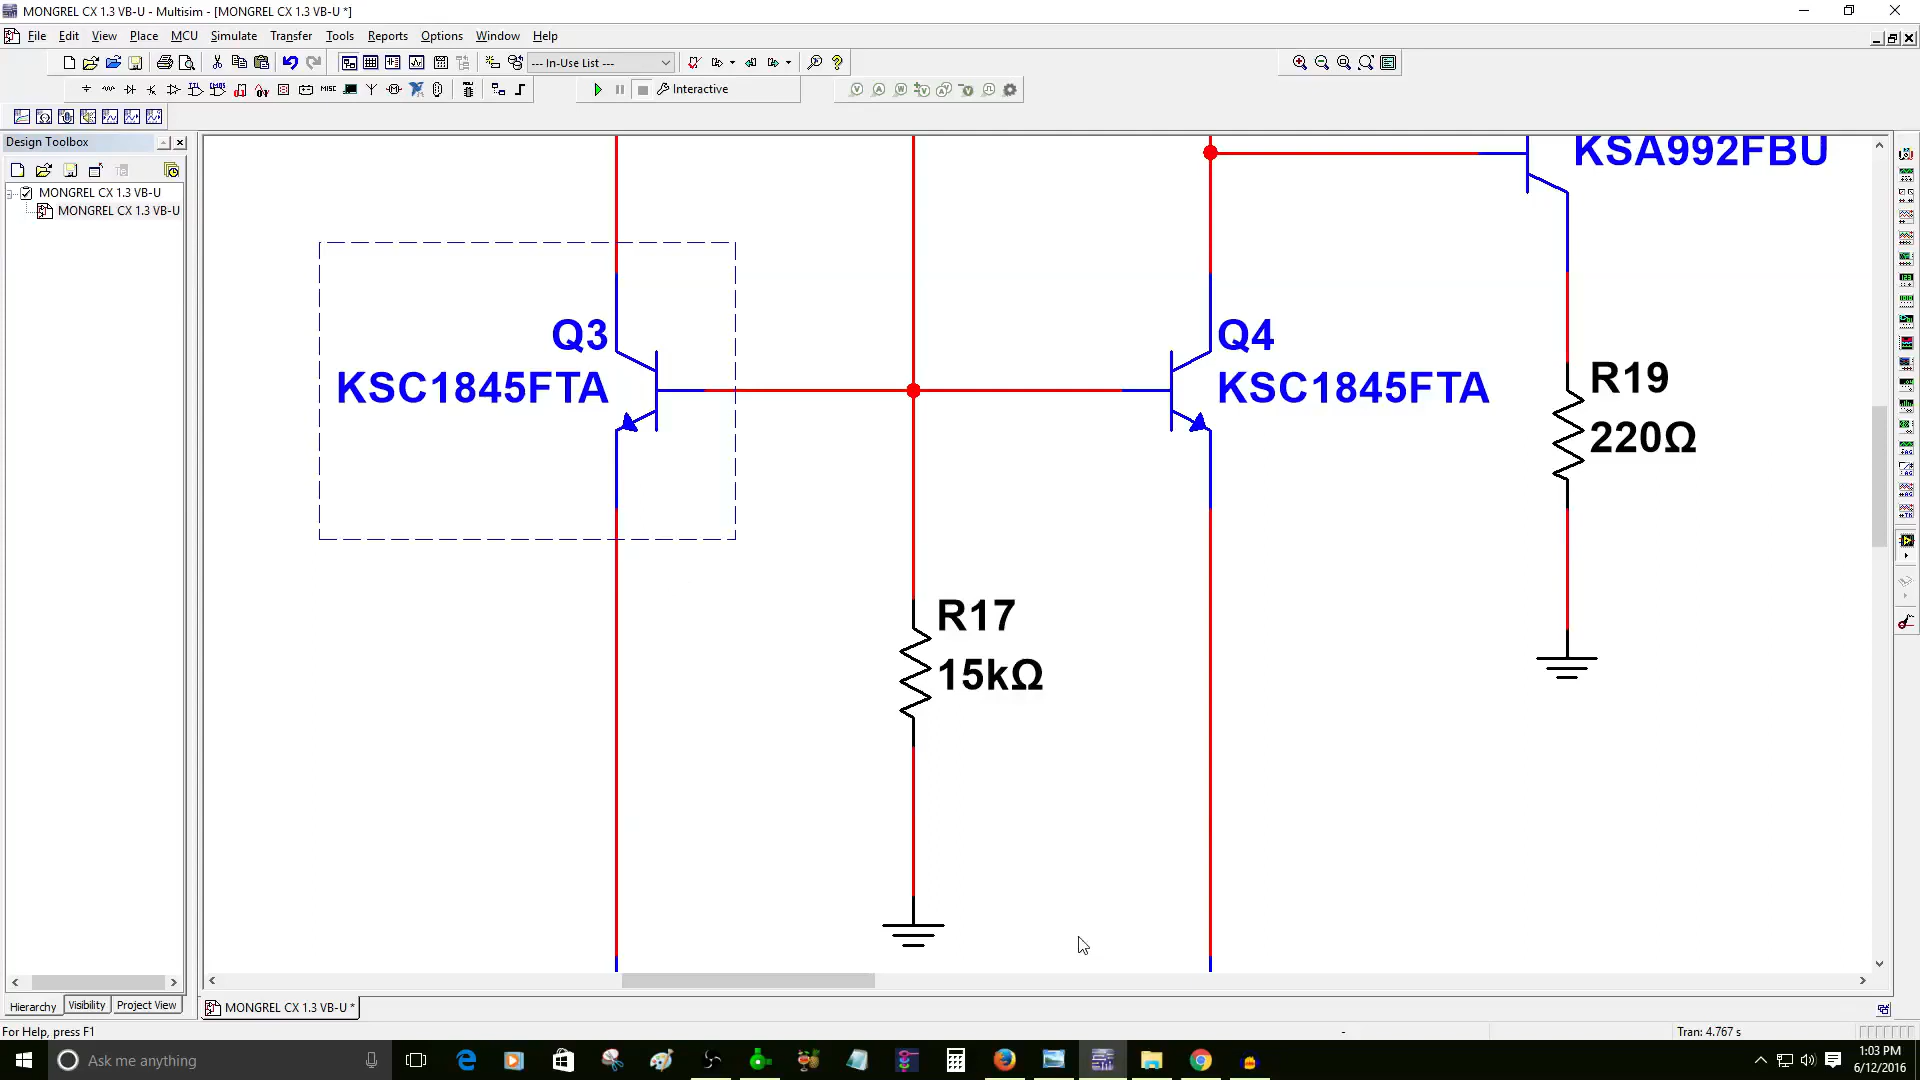 MONGREL CX 1.3 VB-U - Multisim - [MONGREL CX 1.3 VB-U *]
File Edit View Place MCU Simulate Transfer Tools Reports Options Window Help
--- In-Use List ---
Interactive
Design Toolbox
MONGREL CX 1.3 VB-U
MONGREL CX 1.3 VB-U
KSA992FBU
Q3
KSC1845FTA
Q4
KSC1845FTA
R19
220Ω
R17
15kΩ
Hierarchy Visibility Project View
MONGREL CX 1.3 VB-U *
For Help, press F1
-
Tran: 4.767 s
Ask me anything
1:03 PM
6/12/2016